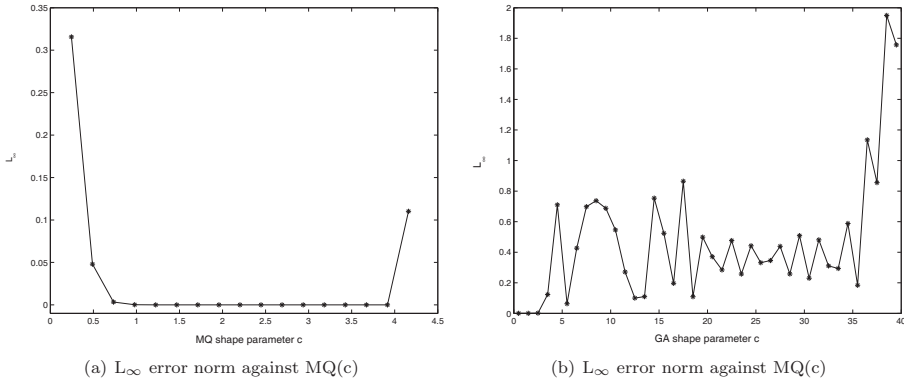 0.35
0.3
0.25
0.2
0.15
0.1
0.05
0
L∞
0 0.5 1 1.5 2 2.5 3 3.5 4 4.5
MQ shape parameter c
(a) L∞ error norm against MQ(c)
2
1.8
1.6
1.4
1.2
1
0.8
0.6
0.4
0.2
0
L∞
0 5 10 15 20 25 30 35 40
GA shape parameter c
(b) L∞ error norm against MQ(c)